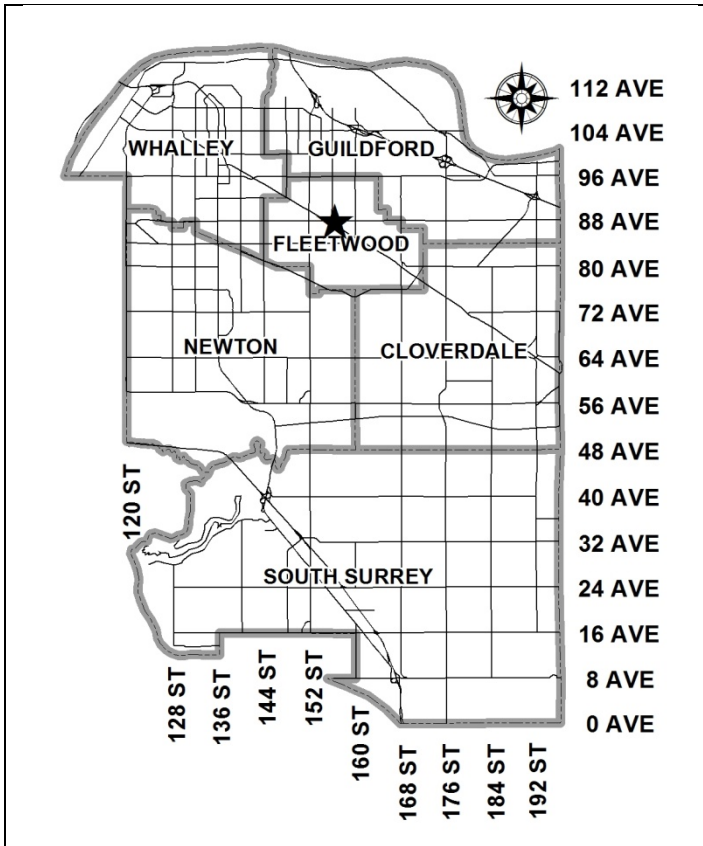 112 AVE
104 AVE
WHALLEY
GUILDFORD
96 AVE
88 AVE
FLEETWOOD
80 AVE
72 AVE
NEWTON
CLOVERDALE
64 AVE
56 AVE
48 AVE
120 ST
40 AVE
32 AVE
SOUTH SURREY
24 AVE
16 AVE
8 AVE
0 AVE
128 ST
136 ST
144 ST
152 ST
160 ST
168 ST
176 ST
184 ST
192 ST